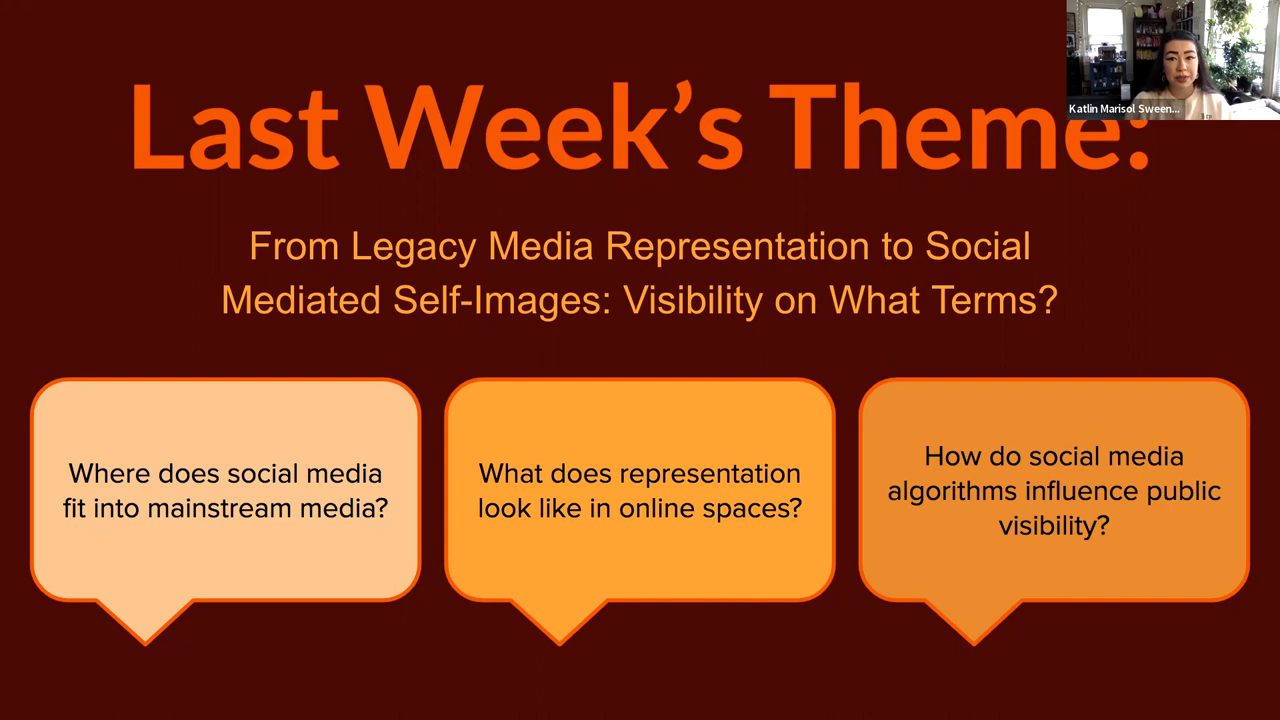 Last Week's Theme:
Katlin Marisol Sween...
From Legacy Media Representation to Social
Mediated Self-Images: Visibility on What Terms?
Where does social media
fit into mainstream media?
What does representation
look like in online spaces?
How do social media
algorithms influence public
visibility?